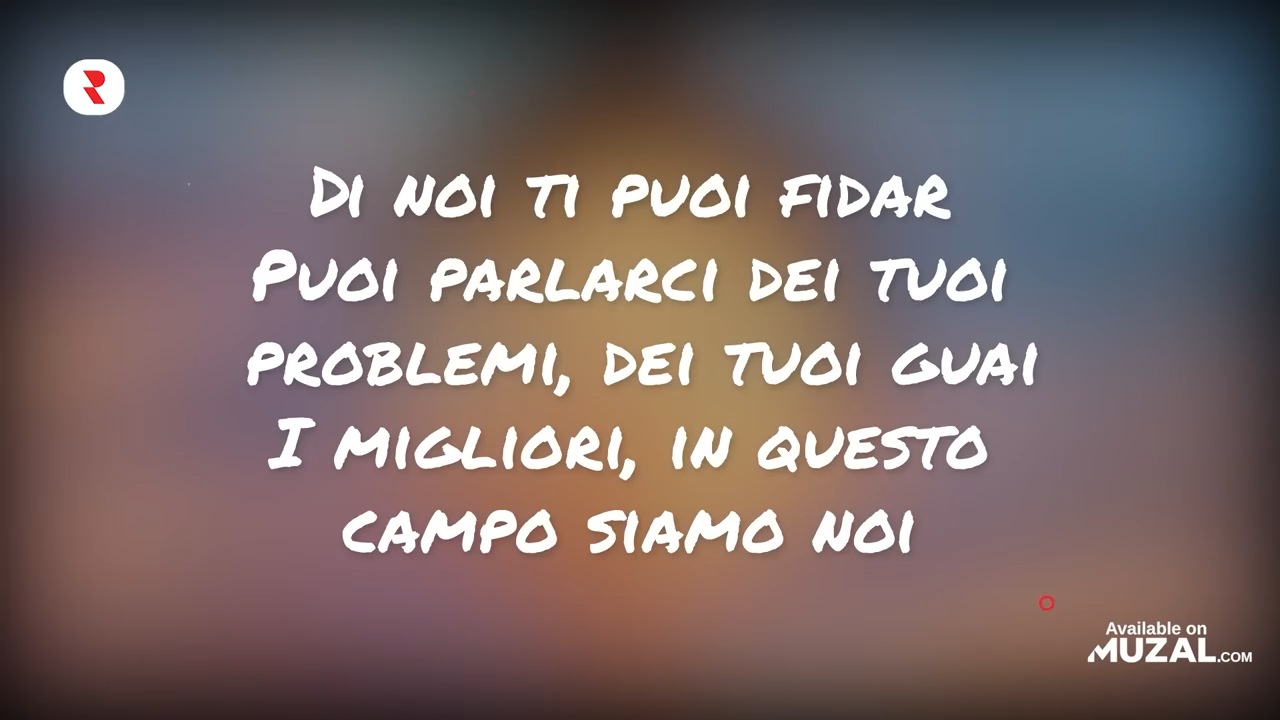 Di noi ti puoi fidar
Puoi parlarci dei tuoi
problemi, dei tuoi guai
I migliori, in questo
campo siamo noi
Available on
MUZAL.COM